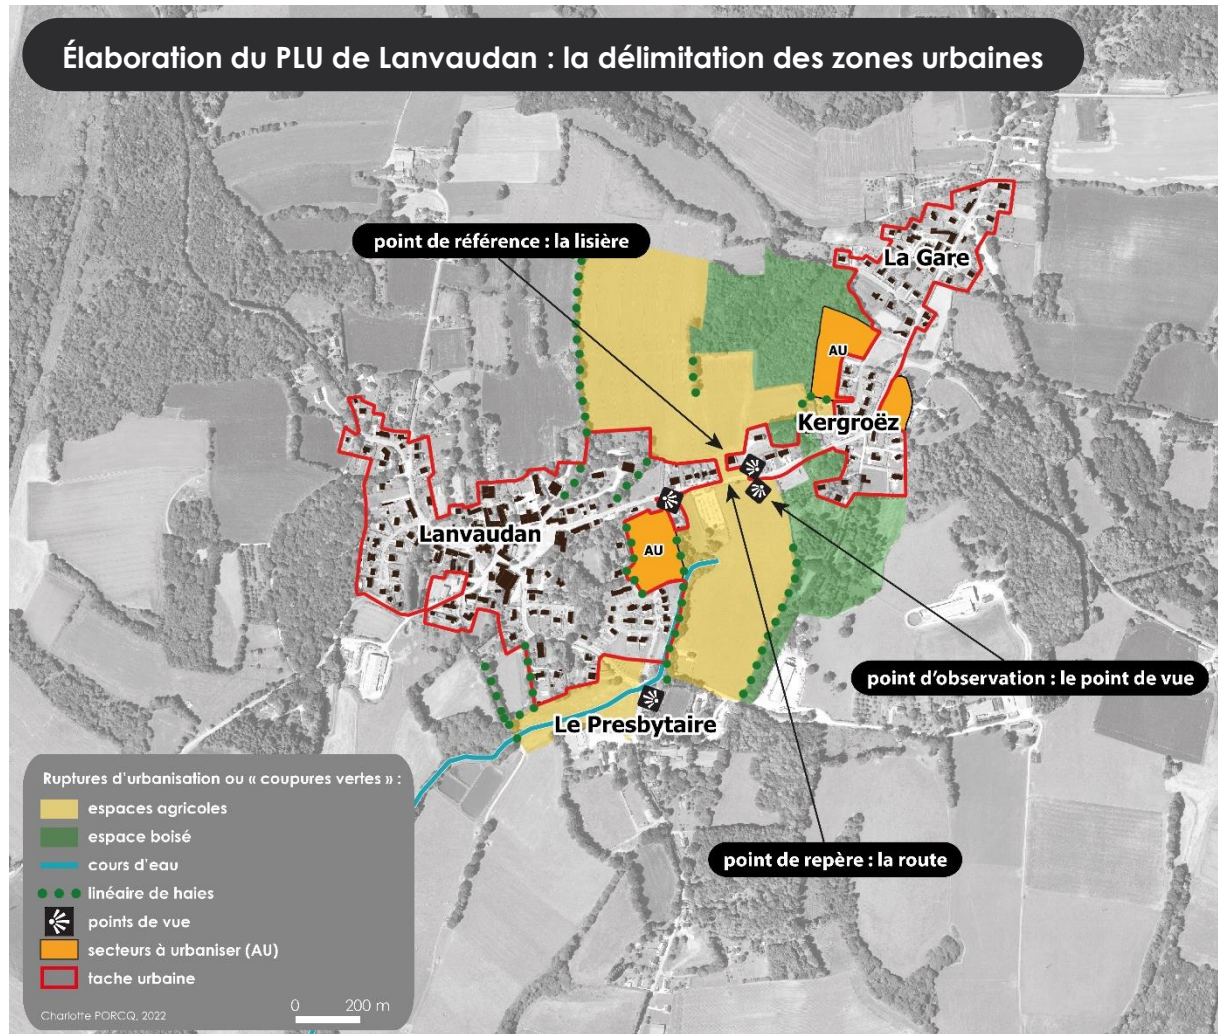 Élaboration du PLU de Lanvaudan : la délimitation des zones urbaines
point de référence : la lisière
La Gare
AU
Kergroëz
Lanvaudan
AU
point d'observation : le point de vue
Le Presbytaire
point de repère : la route
Ruptures d'urbanisation ou « coupures vertes » :
espaces agricoles
espace boisé
cours d'eau
linéaire de haies
points de vue
secteurs à urbaniser (AU)
tache urbaine
0 200 m
Charlotte PORCQ, 2022